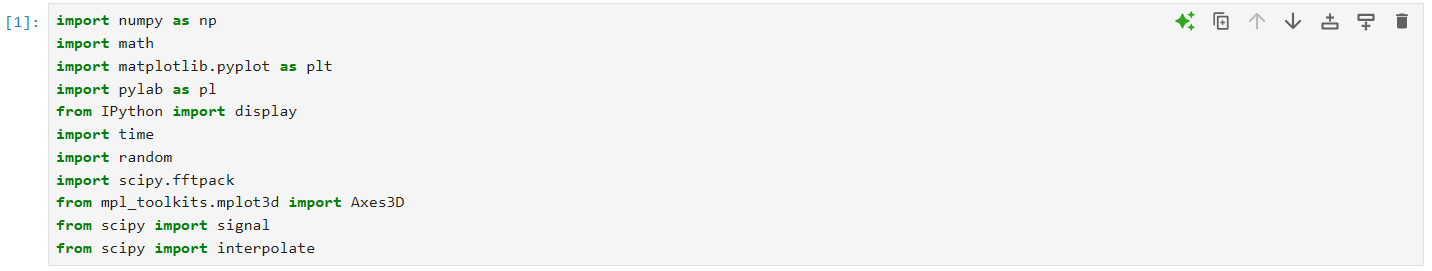 [1]:
import numpy as np
import math
import matplotlib.pyplot as plt
import pylab as pl
from IPython import display
import time
import random
import scipy.fftpack
from mpl_toolkits.mplot3d import Axes3D
from scipy import signal
from scipy import interpolate